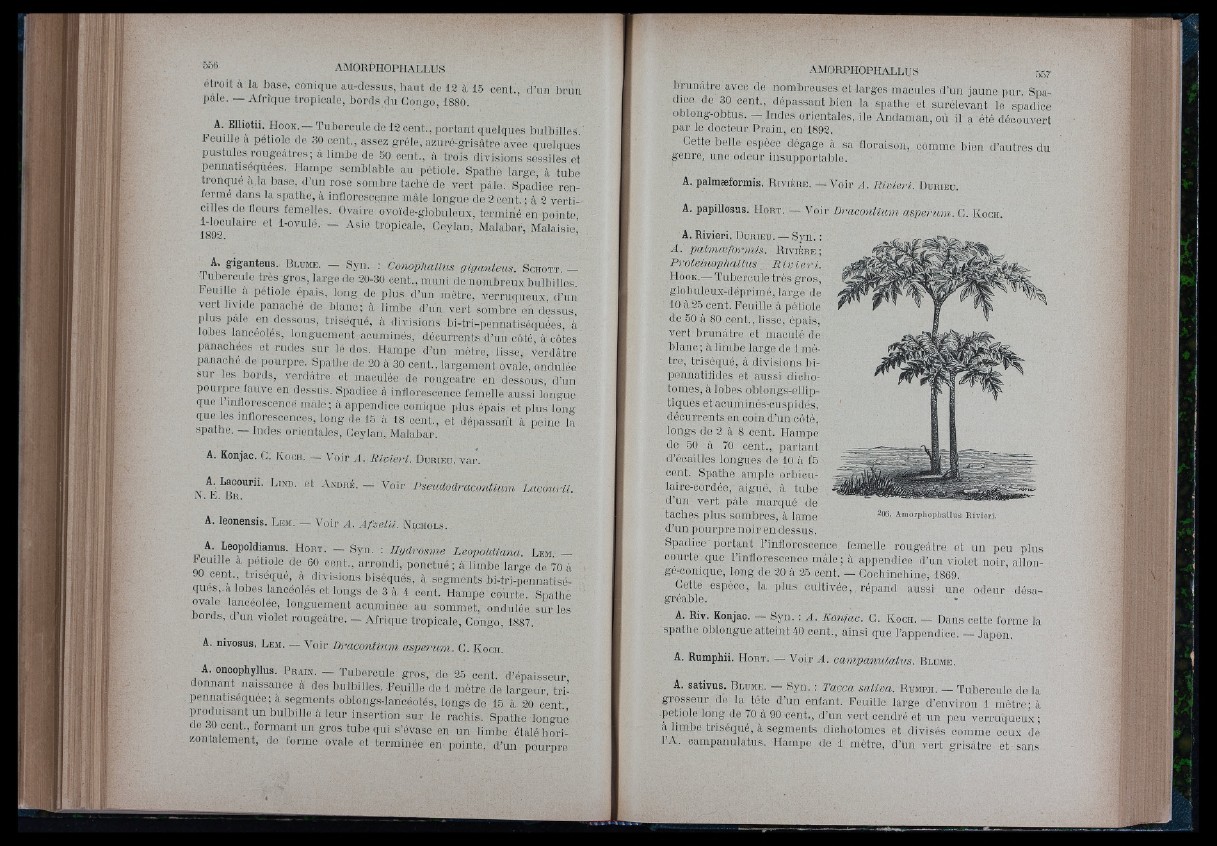 556 AMORPHOPHALLUS
étroit à la base, conique au-dessus, haut de 12 à 15 cent., d'un brun
pâle. — Afrique tropicale, bords du Congo, 1880.
A. Elliotii. HOOK. — Tubercule de 12 cent., portant quelques bulbilles.
Feuille à pétiole de 30 cent., assez grêle, azuré-grisâtre avec quelques
pustules rougeâtres; à limbe de 50 cent., à trois divisions sessiles et
pennatiséquées. Hampe semblable au pétiole. Spathe large, à tube
tronqué à la base, d'un rose sombre taché de vert pâle. Spadice ren-
fermé dans la spathe, à inflorescence mâle longue de 2 cent.; à 2 verti-
cilles de fleurs femelles. Ovaire ovoïde-globuleux, terminé en pointe,
1-loculaire et 1-ovulé. — Asie tropicale, Ceylan, Malabar, Malaisie,
1892.
A. giganteus. BLUME. — Syn. : Conophallus giganteus. SCHOTT. —
Tubercule très gros, large de 20-30 cent., muni de nombreux bulbilles.
Feuille à pétiole épais, long de plus d'un mètre, verruqueux, d'un
vert livide panaché de blanc; à limbe d'un vert sombre en dessus,
plus pâle en dessous, triséqué, à divisions bi-tri-pennatiséquées, à
lobes lancéolés, longuement acuminés, décurrents d'un côté, à côtes
panachées et rudes sur le dos. Hampe d'un mètre, lisse, verdâtre
panaché de pourpre. Spathe de 20 à 30 cent., largement ovale, ondulée
sur les bords, verdâtre et maculée de rougeâtre en dessous, d'un
pourpre fauve en dessus. Spadice à inflorescence femelle aussi longue
que l'inflorescence mâle; à appendice conique plus épais et plus long
que les inflorescences, long de 15 à 18 cent., et dépassant à peine la
spathe. — Indes orientales, Ceylan, Malabar.
A. Konjac. C. KOCH. — Voir A. Rivieri. DURIEU. var.
A. Lacourii. LIND. et ANDRÉ. — Voir Pseudodracontium Lacourii.
N. E. BR.
A. leonensis. LEM. — Voir A. Afzelii. NICHOLS.
A. Leopoldianus. HORT. — Syn. : Hydrosme Leopoldiana. LEM. —
Feuille à pétiole de 60 cent., arrondi, ponctué; à limbe large de 70 à
90 cent., triséqué, à divisions biséqués, à segments bi-tri-pennatisé-
qués, à lobes lancéolés et longs de 3 à 4 cent. Hampe courte. Spathe
ovale lancéolée, longuement acuminée au sommet, ondulée sur les
bords, d'un violet rougeâtre. — Afrique tropicale, Congo, 1887.
A. nivosus. LEM. — Voir Dracontium asperum. C. KOCH.
A. oncophyllus. PRAIN. — Tubercule gros, de 25 cent. d'épaisseur,
donnant naissance à des bulbilles. Feuille de 1 mètre de largeur, tri-
pennatiséquée; à segments oblongs-lancéolés, longs de 15 à 20 cent.,
produisant un bulbille à leur insertion sur le rachis. Spathe longue
de 30 cent., formant un gros tube qui s'évase en un limbe étalé hori-
zontalement, de forme ovale et terminée en pointe, d'un pourpre
AMORPHOPHALLUS 557
brunâtre avec de nombreuses et larges macules d'un jaune pur. Spa-
dice de 30 cent., dépassant bien la spathe et surélevant le spadice
oblong-obtus. — Indes orientales, île Andaman, où il a été découvert
par le docteur Prain, en 1892.
Cette belle espèce dégage à sa floraison, comme bien d'autres du
genre, une odeur insupportable.
A. palmæformis. RIVIÈRE. — Voir A. Rivieri. DURIEU.
A. papillosus. HORT. — Voir Dracontium asperum. C. KOCH.
A. Rivieri. DURIEU. — Syn. :
A. palmæformis. RIVIÈRE;
Proteinophallus Rivieri.
HOOK. — Tubercule très gros,
globuleux-déprimé, large de
10 à 25 cent. Feuille à pétiole
de 50 à 80 cent., lisse, épais,
vert brunâtre et maculé de
blanc; à limbe large de 1 mè-
tre, triséqué, à divisions bi-
pennatifides et aussi dicho-
tomes, à lobes oblongs-ellip-
tiques et acuminés-cuspidés,
décurrents en coin d'un côté,
longs de 2 à 8 cent. Hampe
de 50 à 70 cent., partant
d'écailles longues de 10 à 15
cent. Spathe ample orbicu-
laire-cordée, aiguë, à tube
d'un vert pâle marqué de
taches plus sombres, à lame
d'un pourpre noir en dessus.
206. Amorphophallus Rivieri.
Spadice portant l'inflorescence femelle rougeâtre et un peu plus
courte que l'inflorescence mâle; à appendice d'un violet noir, allon-
gé-conique, long de 20 à 25 cent. — Cochinchine, 1869.
Cette espèce, la plus cultivée, répand aussi une odeur désa-
gréable.
A. Riv. Konjac. — Syn. : A. Konjac. C. KOCH. — Dans cette forme la
spathe oblongue atteint 40 cent., ainsi que l'appendice. — Japon.
A. Rumphii. HORT. — Voir A. campanulatus. BLUME.
A. sativus. BLUME. — Syn. : Tacca sativa. RUMPH. — Tubercule de la
grosseur de la tête d'un enfant. Feuille large d'environ 1 mètre; à
pétiole long de 70 à 90 cent., d'un vert cendré et un peu verruqueux;
à limbe triséqué, à segments dichotomes et divisés comme ceux de
l'A. campanulatus. Hampe de 1 mètre, d'un vert grisâtre et sans